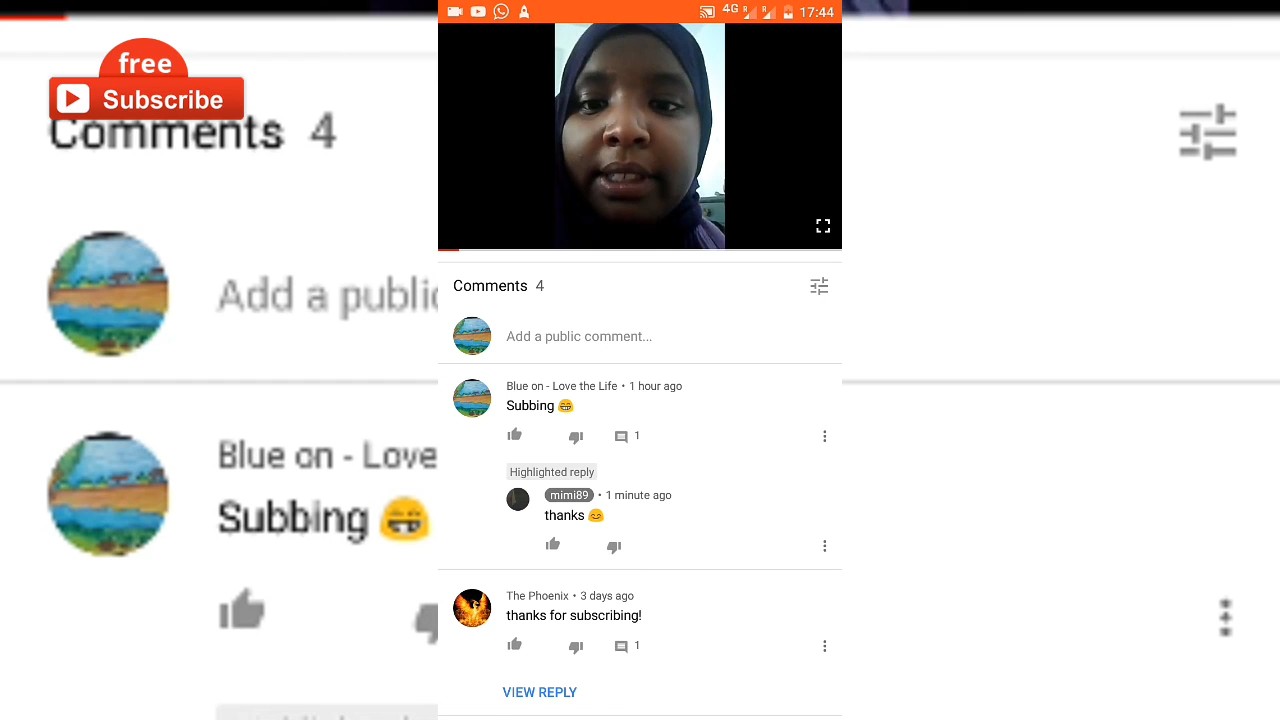 free
Subscribe
Comments 4
Add a public
Blue on - Love
Subbing 😁
4G R R 17:44
Comments 4
Add a public comment...
Blue on - Love the Life • 1 hour ago
Subbing 😁
1
Highlighted reply
mimi89 • 1 minute ago
thanks 😊
The Phoenix • 3 days ago
thanks for subscribing!
1
VIEW REPLY